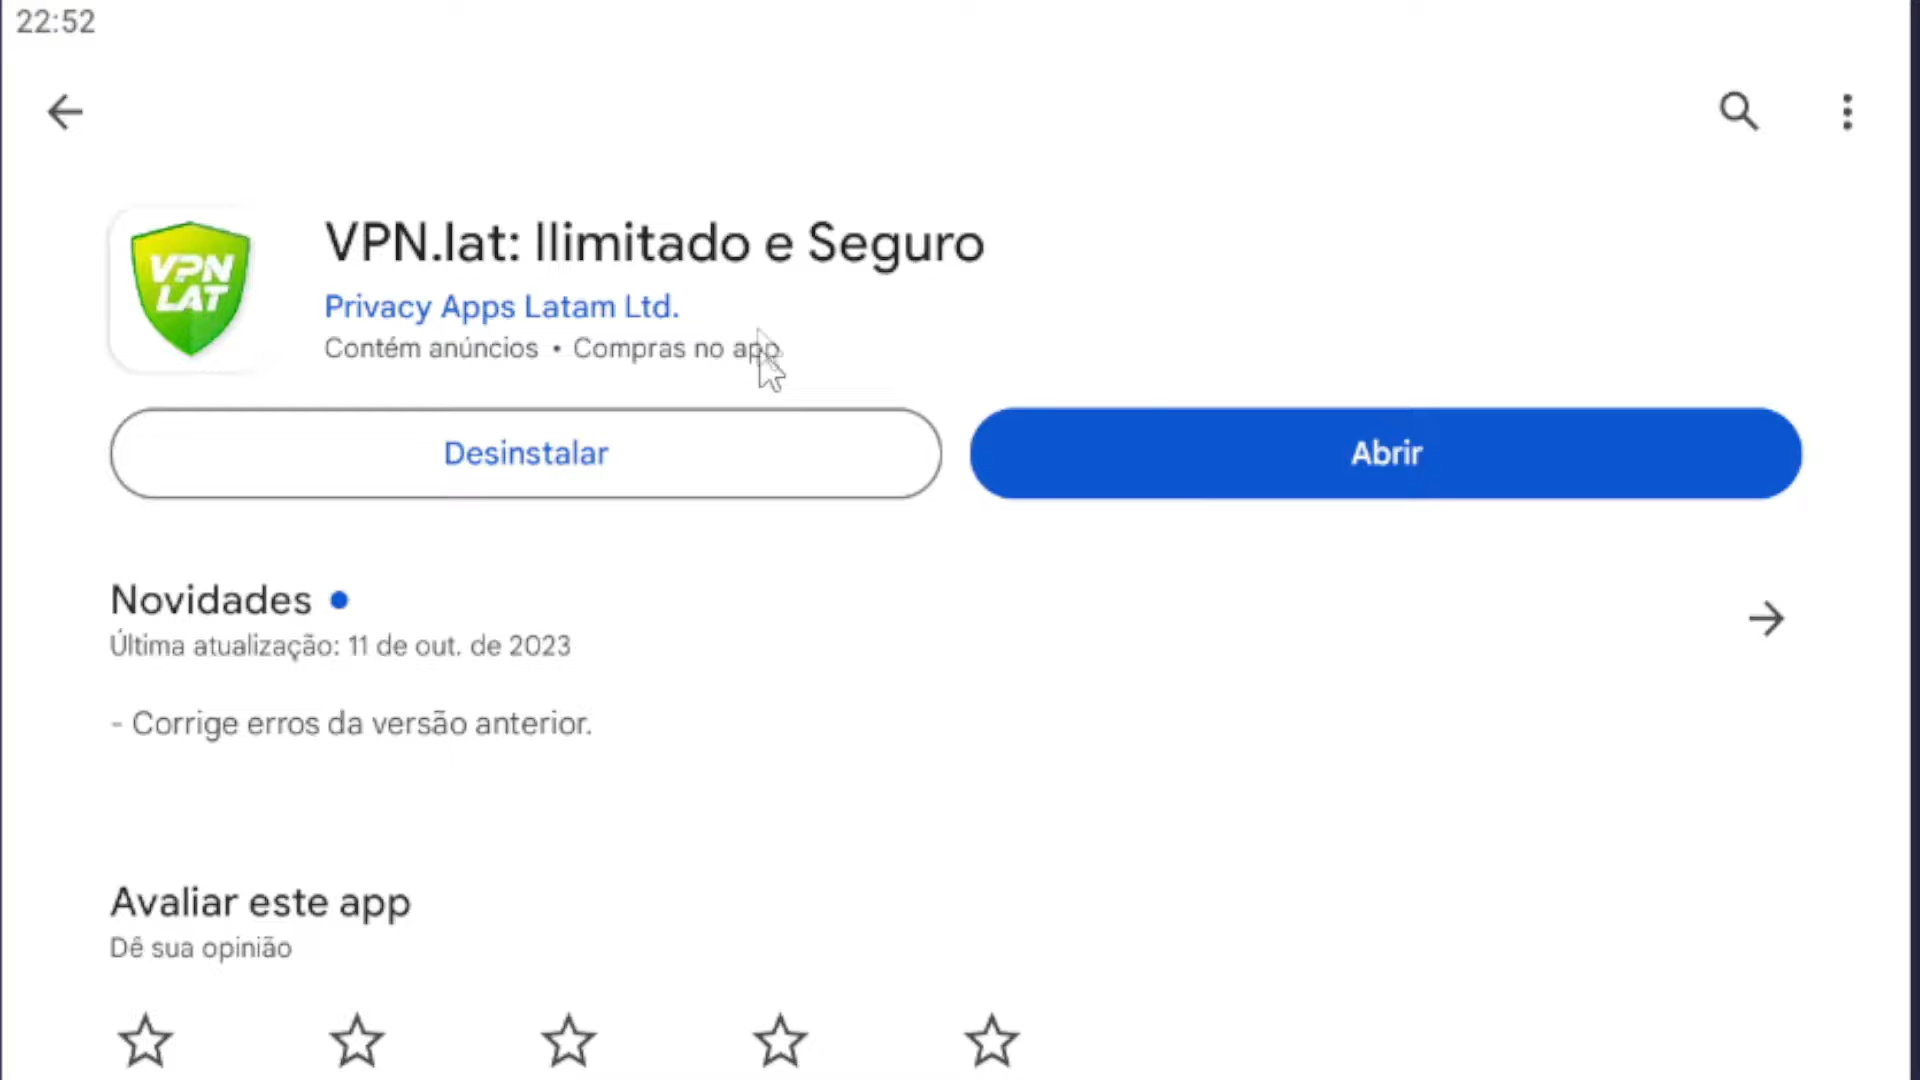 22:52
VPN
LAT
VPN.lat: Ilimitado e Seguro
Privacy Apps Latam Ltd.
Contém anúncios • Compras no app
Desinstalar
Abrir
Novidades
Última atualização: 11 de out. de 2023
- Corrige erros da versão anterior.
Avaliar este app
Dê sua opinião